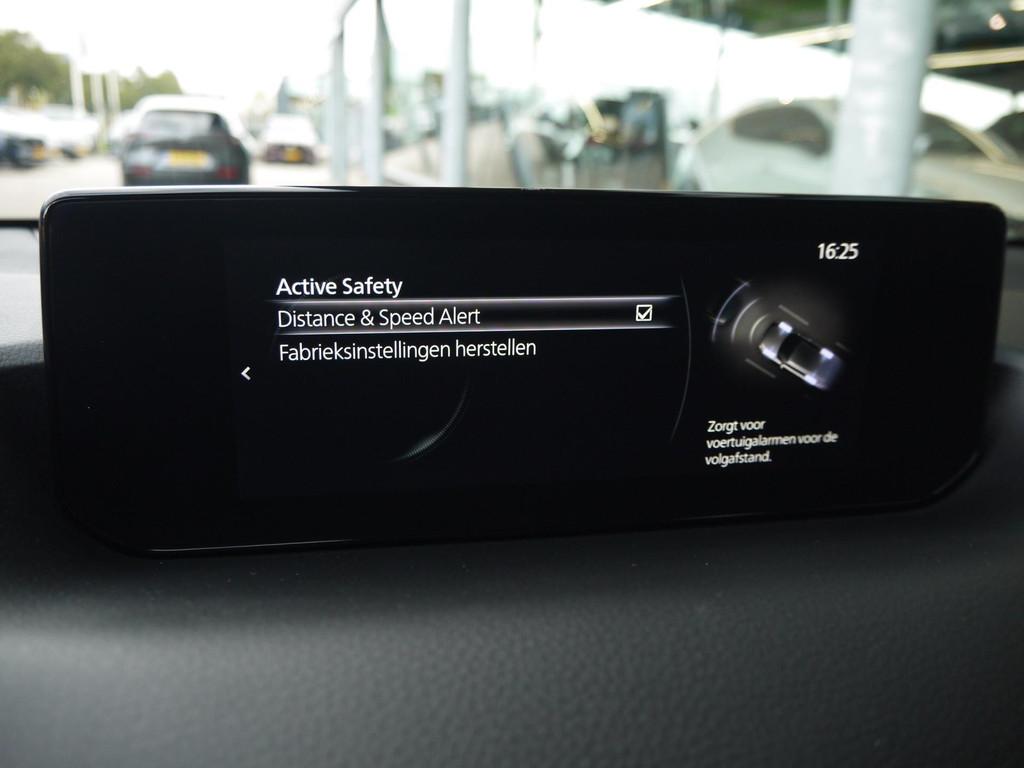 16:25
Active Safety
Distance & Speed Alert
Fabrieksinstellingen herstellen
Zorgt voor
voertuigalarmen voor de
volgafstand.